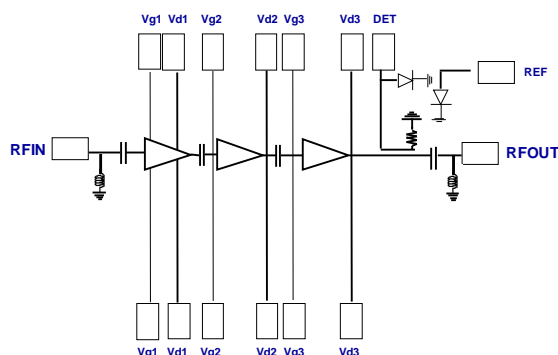 Vg1 Vd1 Vg2 Vd2 Vg3 Vd3 DET
REF
RFIN
RFOUT
Vg1 Vd1 Vg2 Vd2 Vg3 Vd3